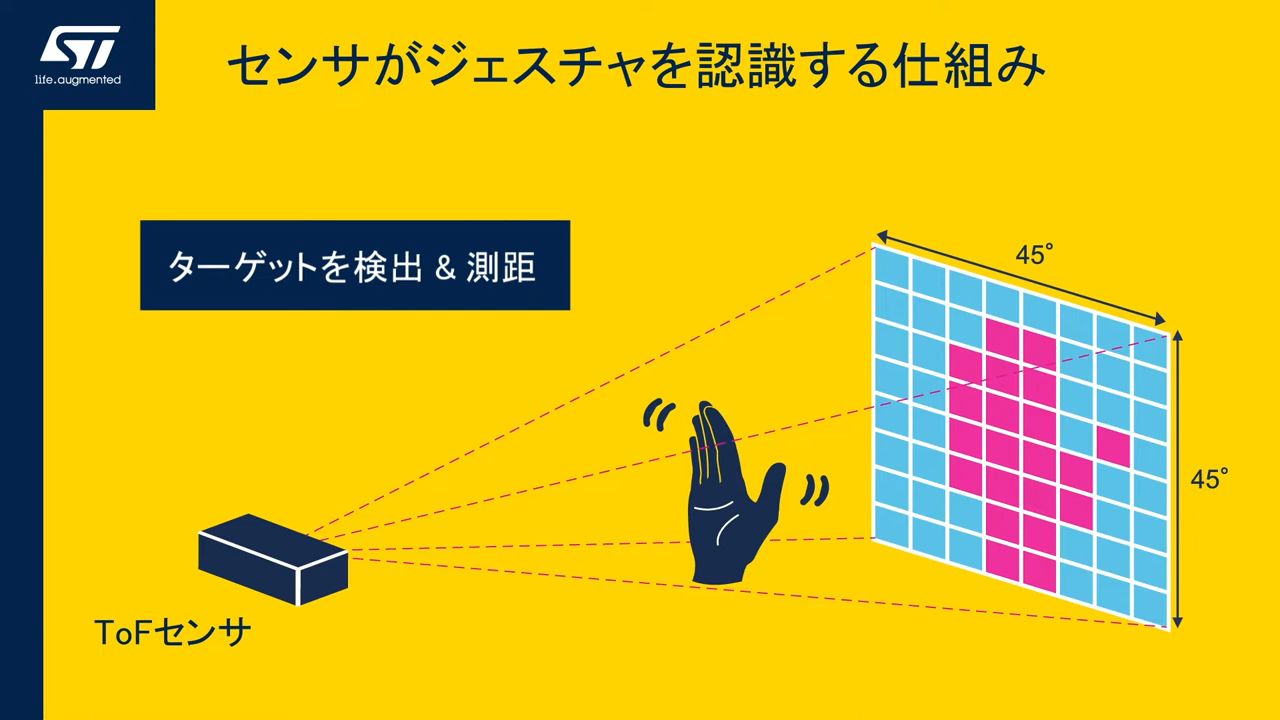 ST
life.augmented
センサがジェスチャを認識する仕組み
ターゲットを検出 & 測距
45°
45°
ToFセンサ